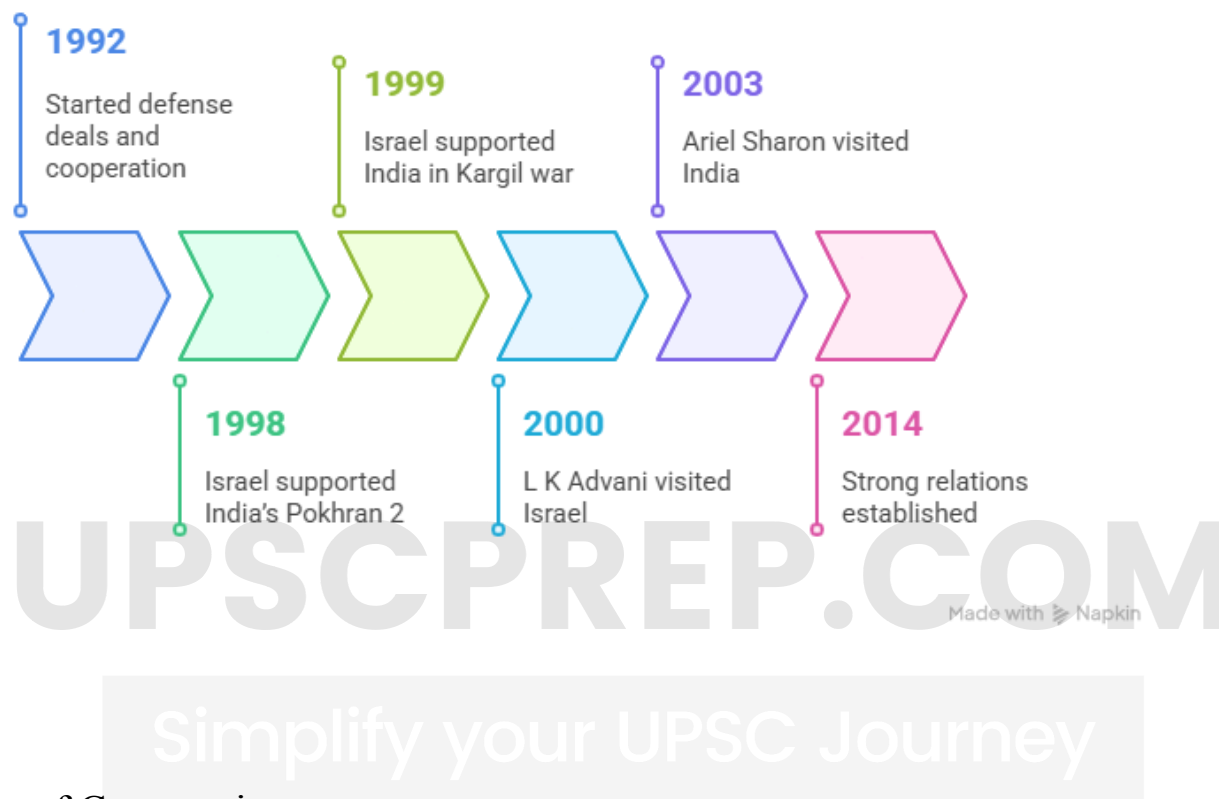 1992
Started defense
deals and
cooperation
1999
Israel supported
India in Kargil war
2003
Ariel Sharon visited
India
1998
Israel supported
India's Pokhran 2
2000
L K Advani visited
Israel
2014
Strong relations
established
UPSCPREP.COM
Made with Napkin
Simplify your UPSC Journey